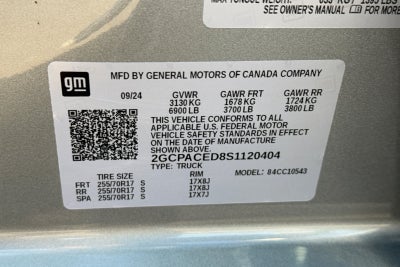 SEE OWNER'S MANUAL FOR MORE
gm
MFD BY GENERAL MOTORS OF CANADA COMPANY
09/24 GVWR GAWR FRT GAWR RR
3130 KG 1678 KG 1724 KG
6900 LB 3700 LB 3800 LB
THIS VEHICLE CONFORMS TO ALL
APPLICABLE U.S. FEDERAL MOTOR
VEHICLE SAFETY STANDARDS IN EFFECT
ON THE DATE OF MANUFACTURE
SHOWN ABOVE.
2GCPACED8S1120404
TYPE: TRUCK
MODEL: 84CC10543
TIRE SIZE RIM
FRT 255/70R17 S 17X8J
RR 255/70R17 S 17X8J
SPA 255/70R17 S 17X7J